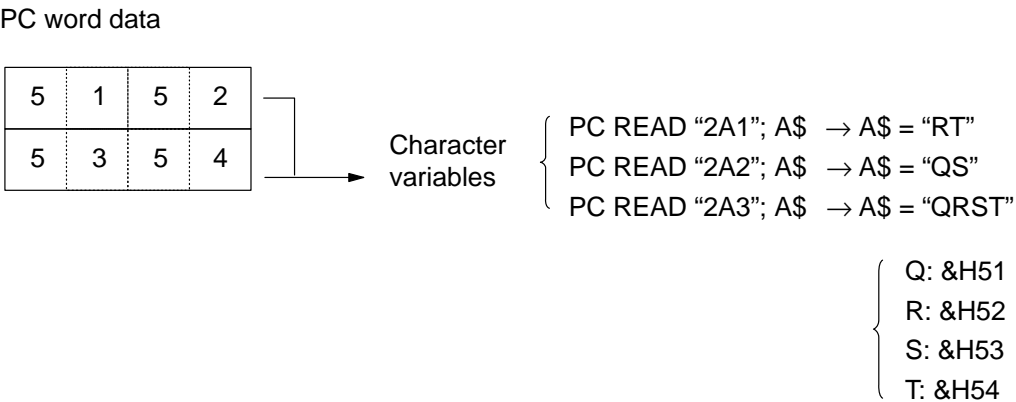 PC word data
5 1 5 2
5 3 5 4
Character
variables
PC READ “2A1”; A$ → A$ = “RT”
PC READ “2A2”; A$ → A$ = “QS”
PC READ “2A3”; A$ → A$ = “QRST”
Q: &H51
R: &H52
S: &H53
T: &H54